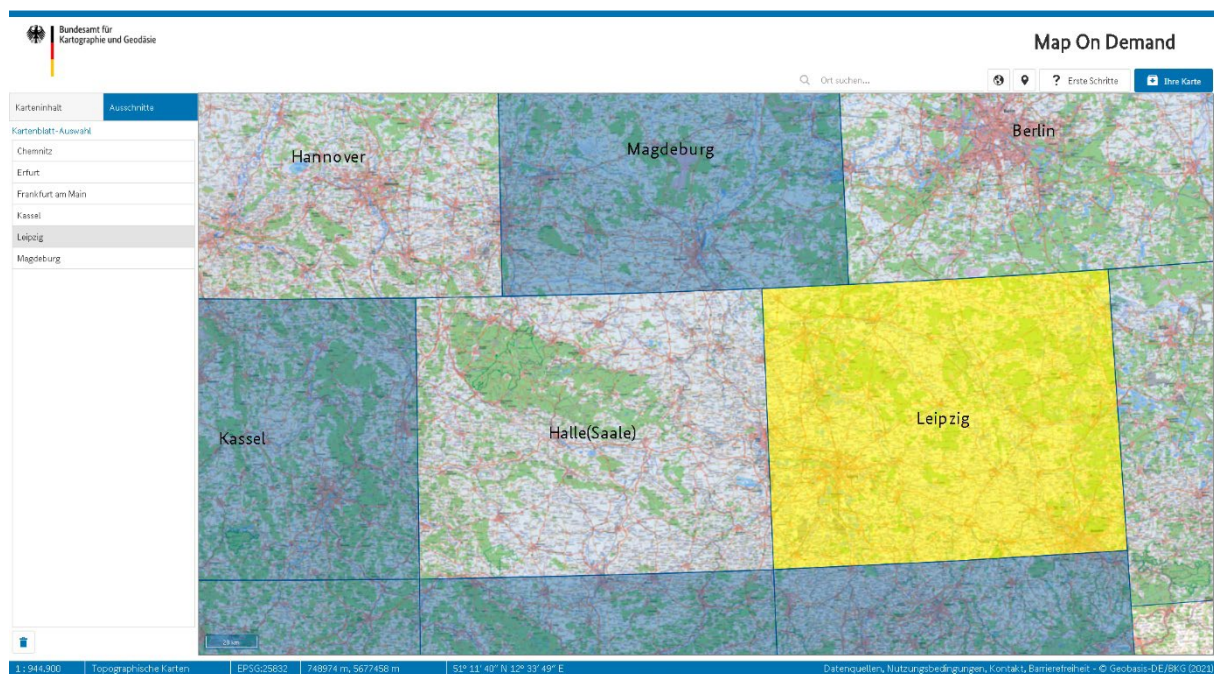 Bundesamt für
Kartographie und Geodäsie
Map On Demand
Ort suchen...
? Erste Schritte
Ihre Karte
Karteninhalt
Ausschnitte
Kartenblatt-Auswahl
Chemnitz
Erfurt
Frankfurt am Main
Kassel
Leipzig
Magdeburg
Hannover
Magdeburg
Berlin
Kassel
Halle(Saale)
Leipzig
1 : 944.900
Topographische Karten
EPSG:25832
748974 m, 5677458 m
51° 11' 40" N 12° 33' 49" E
Datenquellen, Nutzungsbedingungen, Kontakt, Barrierefreiheit - © Geobasis-DE/BKG (2021)